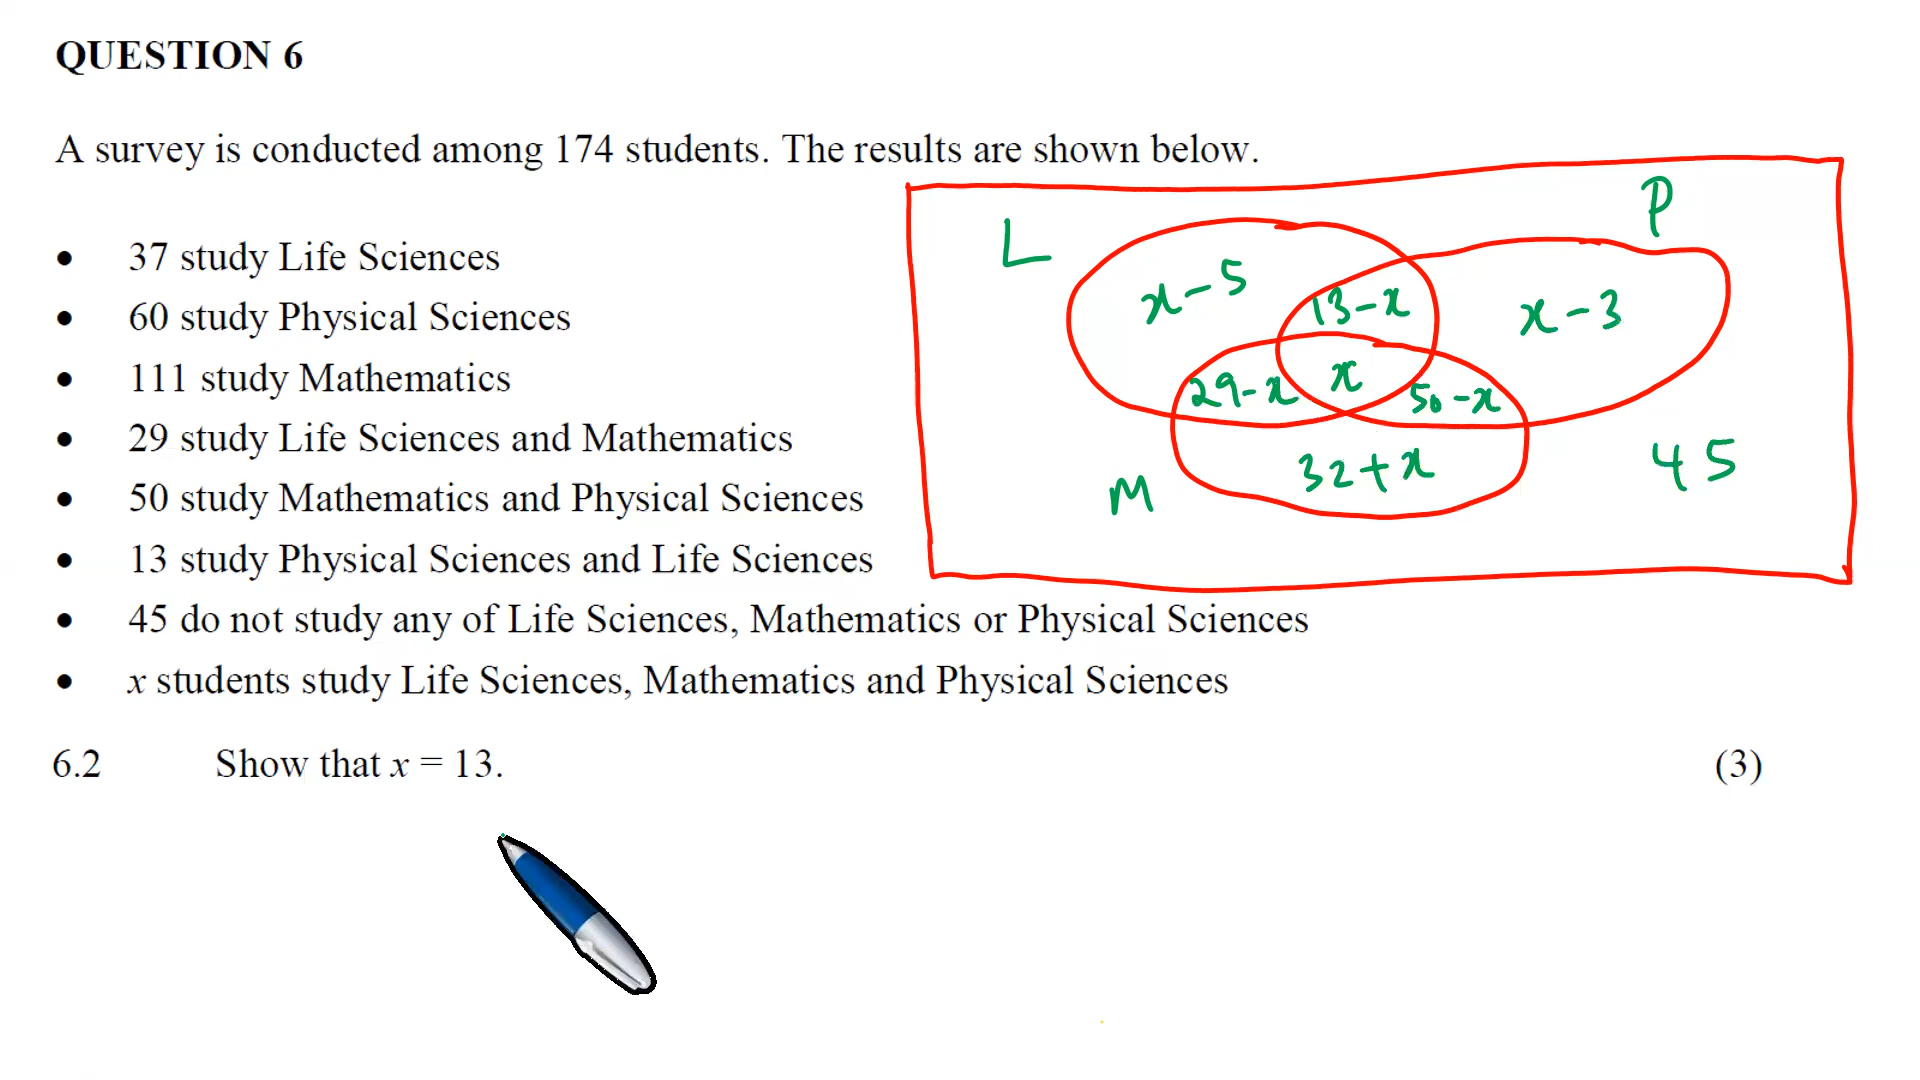 QUESTION 6
A survey is conducted among 174 students. The results are shown below.
• 37 study Life Sciences
• 60 study Physical Sciences
• 111 study Mathematics
• 29 study Life Sciences and Mathematics
• 50 study Mathematics and Physical Sciences
• 13 study Physical Sciences and Life Sciences
• 45 do not study any of Life Sciences, Mathematics or Physical Sciences
• x students study Life Sciences, Mathematics and Physical Sciences
L
P
x - 5
13 - x
x - 3
29 - x
x
50 - x
32 + x
M
45
6.2 Show that x = 13. (3)